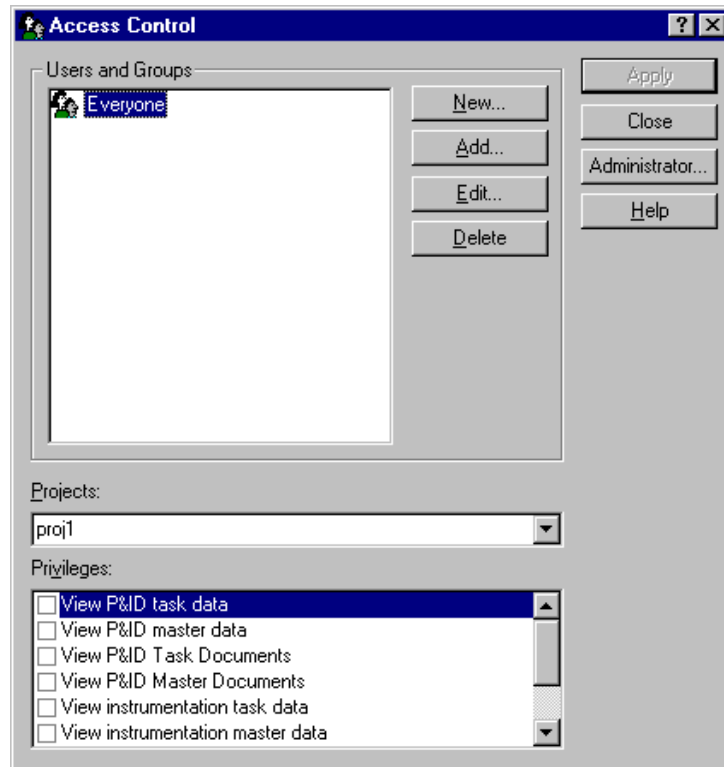 Access Control
Users and Groups
Everyone
New...
Add...
Edit...
Delete
Apply
Close
Administrator...
Help
Projects:
proj1
Privileges:
View P&ID task data
View P&ID master data
View P&ID Task Documents
View P&ID Master Documents
View instrumentation task data
View instrumentation master data